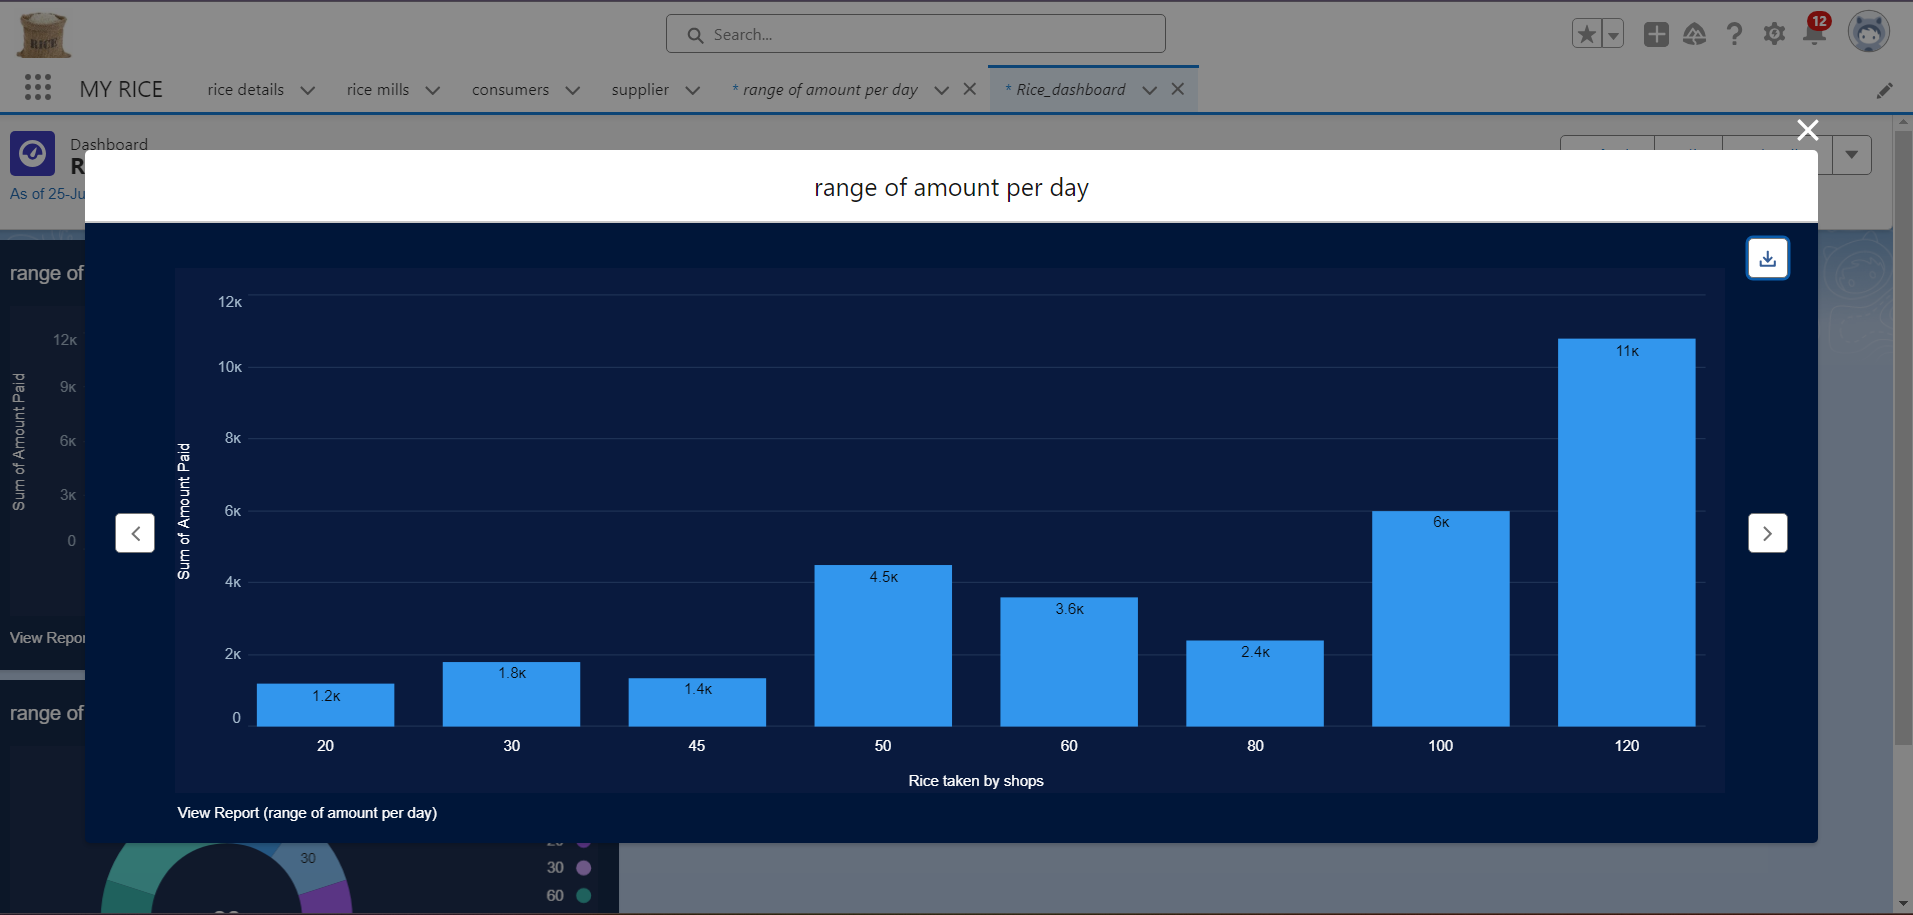 RICE
Search...
12
MY RICE
rice details
rice mills
consumers
supplier
* range of amount per day
* Rice_dashboard
Dashboard
R
As of 25-Ju
range of amount per day
range of
12K
9K
6K
3K
0
Sum of Amount Paid
View Repor
range of
12K
10K
8K
6K
4K
2K
0
Sum of Amount Paid
1.2K
1.8K
1.4K
4.5K
3.6K
2.4K
6K
11K
20
30
45
50
60
80
100
120
Rice taken by shops
View Report (range of amount per day)
30
30
60